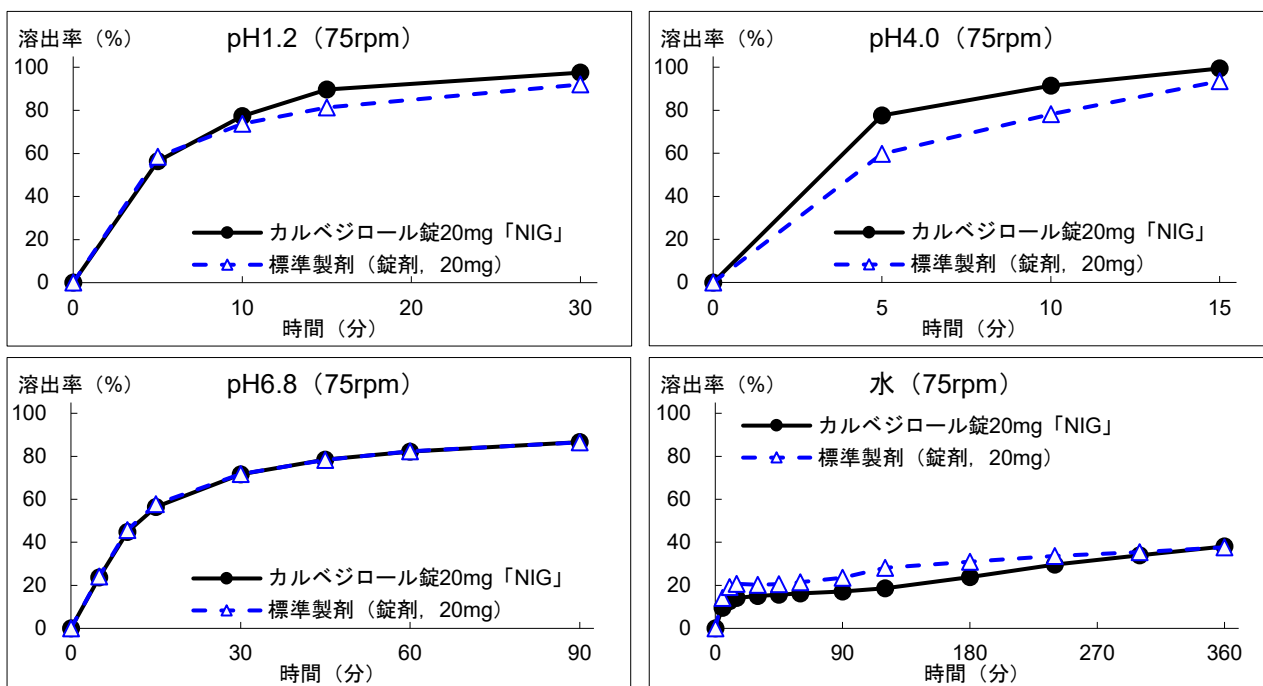 溶出率（%）
pH1.2（75rpm）
100
80
60
40
20
0
カルベジロール錠20mg「NIG」
標準製剤（錠剤，20mg）
0
10
20
30
時間（分）
溶出率（%）
pH4.0（75rpm）
100
80
60
40
20
0
カルベジロール錠20mg「NIG」
標準製剤（錠剤，20mg）
0
5
10
15
時間（分）
溶出率（%）
pH6.8（75rpm）
100
80
60
40
20
0
カルベジロール錠20mg「NIG」
標準製剤（錠剤，20mg）
0
30
60
90
時間（分）
溶出率（%）
水（75rpm）
100
80
60
40
20
0
カルベジロール錠20mg「NIG」
標準製剤（錠剤，20mg）
0
90
180
270
360
時間（分）